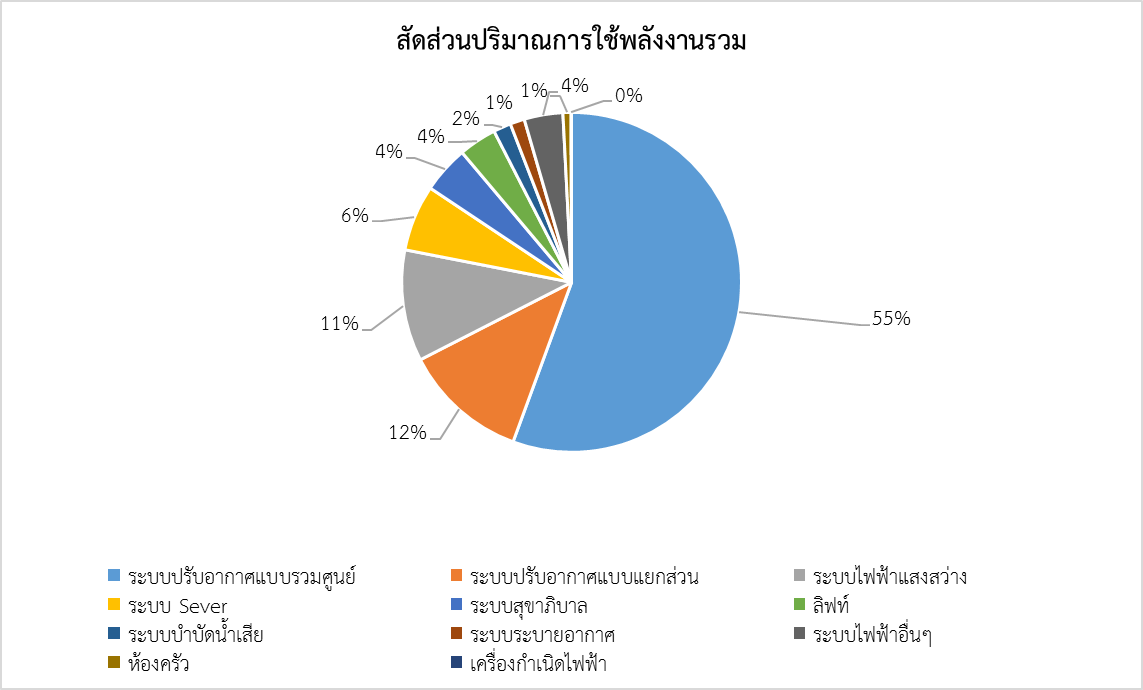 สัดส่วนปริมาณการใช้พลังงานรวม
1% 4%
0%
1%
2%
4%
4%
6%
55%
11%
12%
ระบบปรับอากาศแบบรวมศูนย์ ระบบปรับอากาศแบบแยกส่วน ระบบไฟฟ้าแสงสว่าง
ระบบ Sever ระบบสุขาภิบาล ลิฟท์
ระบบบำบัดน้ำเสีย ระบบระบายอากาศ ระบบไฟฟ้าอื่นๆ
ห้องครัว เครื่องกำเนิดไฟฟ้า